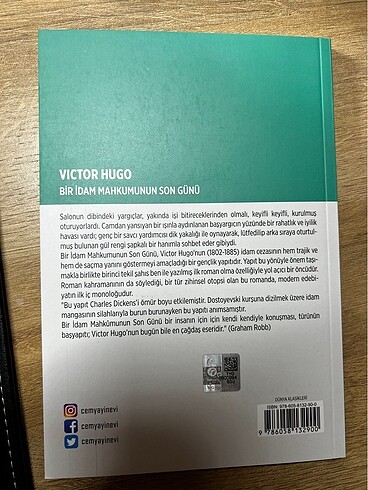 VICTOR HUGO
BİR İDAM MAHKUMUNUN SON GÜNÜ
Salonun dibindeki yargıçlar, yakında işi bitireceklerinden olmalı, keyifli keyifli, kurulmuş
oturuyorlardı. Camdan yansıyan bir ışınla aydınlanan başyargıcın yüzünde bir rahatlık ve iyilik
havası vardı; genç bir savcı yardımcısı dik yakalığı ile oynayarak, lütfedilip arka sıraya oturtul-
muş bulunan gül rengi şapkalı bir hanımla sohbet eder gibiydi.
Bir İdam Mahkumunun Son Günü, Victor Hugo'nun (1802-1885) idam cezasının hem trajik ve
hem de saçma yanını göstermeyi amaçladığı bir gençlik yapıtıdır. Yapıt bu yönüyle önem taşı-
makla birlikte birinci tekil şahıs ben ile yazılmış ilk roman olma özelliğiyle yol açıcı bir öncüdür.
Roman kahramanının da söylediği, bir tür zihinsel otopsi olan bu romanda, modern edebi-
yatın ilk iç monoloğudur.
"Bu yapıt Charles Dickens'i ömür boyu etkilemiştir. Dostoyevski kurşuna dizilmek üzere idam
mangasının silahlarıyla burun burunayken bu yapıtı anımsamıştır.
Bir İdam Mahkûmunun Son Günü bir insanın için için kendi kendiyle konuşması, türünün
başyapıtı; Victor Hugo'nun bugün bile en çağdaş eseridir." (Graham Robb)
cemyayinevi
cemyayinevi
cemyayinevi
DÜNYA KLASİKLERİ
ISBN: 978-605-8132-90-0
9 786058 132900